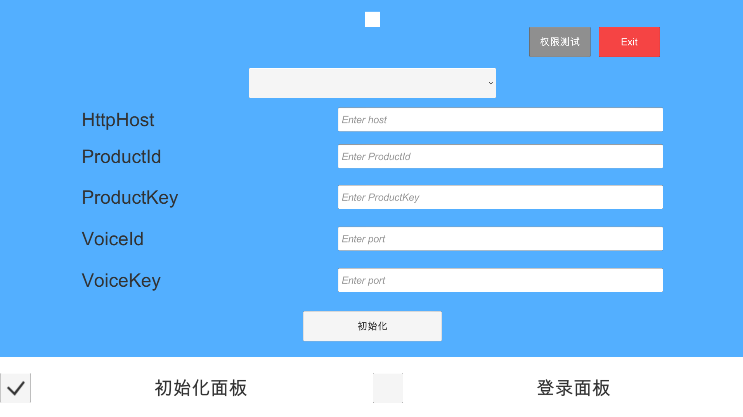 权限测试
Exit
HttpHost
Enter host
ProductId
Enter ProductId
ProductKey
Enter ProductKey
VoiceId
Enter port
VoiceKey
Enter port
初始化
初始化面板
登录面板